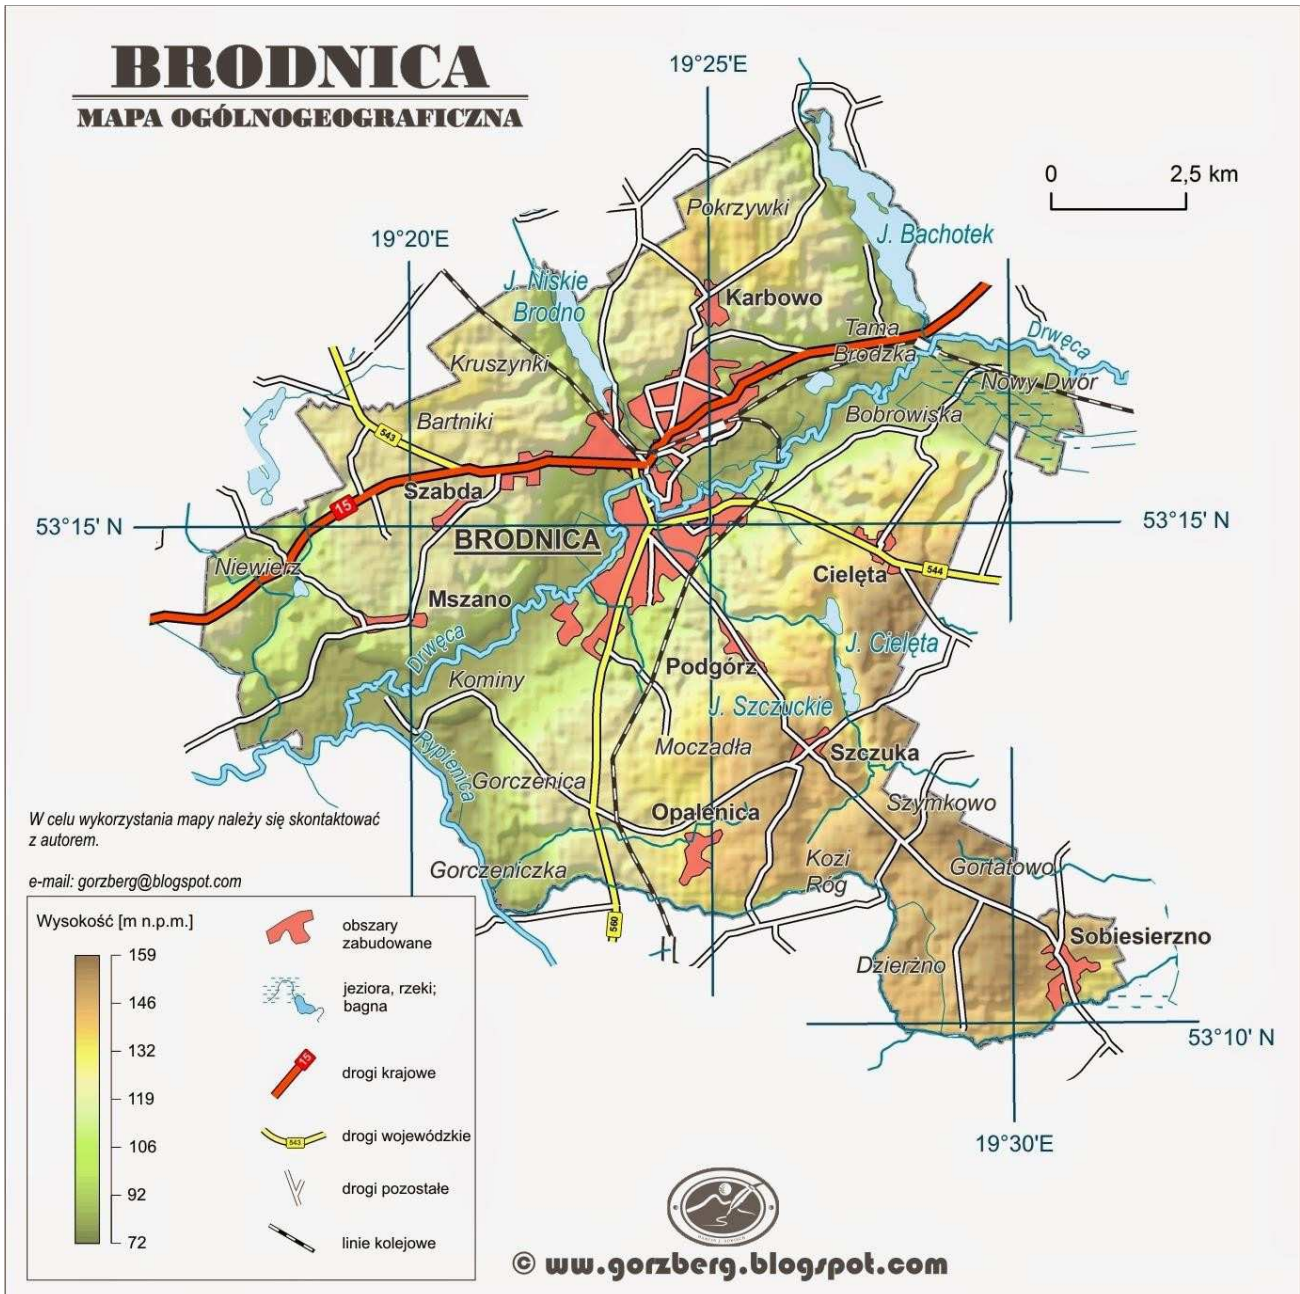 BRODNICA
MAPA OGÓLNOGEOGRAFICZNA
19°25'E
0 2,5 km
Pokrzywki
J. Bachotek
19°20'E
J. Niskie
Brodno
Karbowo
Tama
Brodzka
Drwęca
Kruszynki
Nowy Dwór
Bartniki
Bobrowiska
543
Szabda
15
53°15' N
53°15' N
BRODNICA
Niewierz
Cielęta
544
Mszano
Drwęca
J. Cielęta
Podgórz
Kominy
J. Szczuckie
Moczadła
Szczuka
Rypienica
Gorczenica
Szymkowo
Opalenica
W celu wykorzystania mapy należy się skontaktować
z autorem.
Kozi
Róg
Gortatowo
Gorczeniczka
e-mail: gorzberg@blogspot.com
560
Sobiesierzno
Dzierżno
53°10' N
19°30'E
Wysokość [m n.p.m.]
159
146
132
119
106
92
72
obszary
zabudowane
jeziora, rzeki;
bagna
15
drogi krajowe
543
drogi wojewódzkie
drogi pozostałe
linie kolejowe
© www.gorzberg.blogspot.com